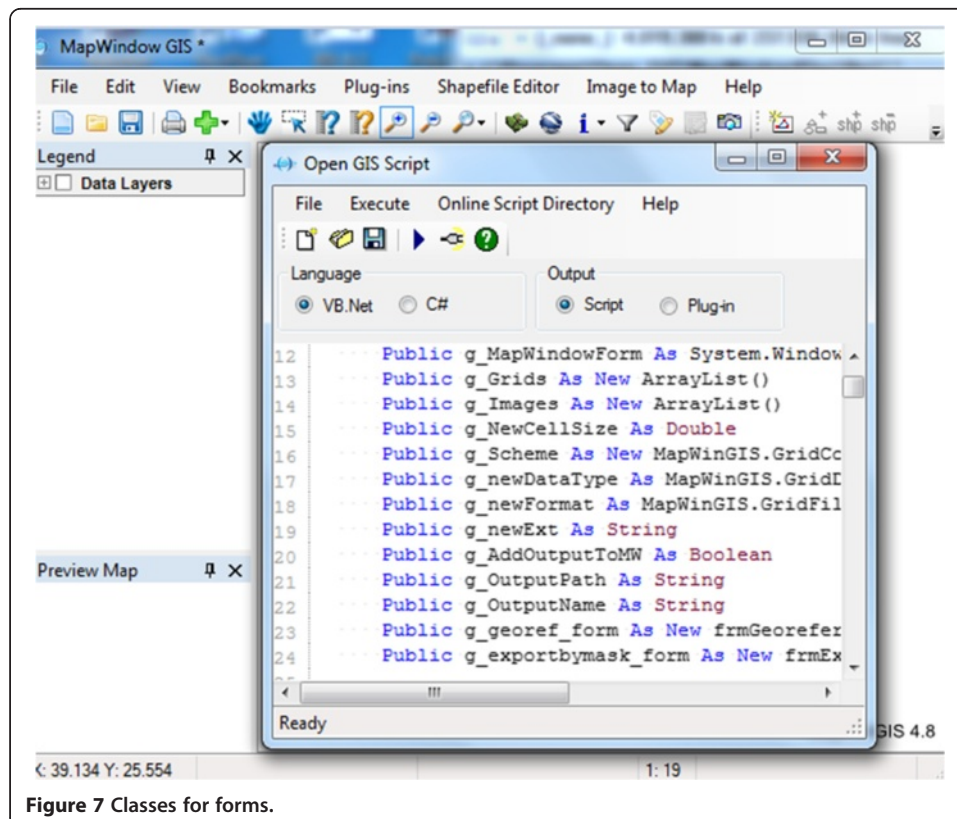 MapWindow GIS *
File Edit View Bookmarks Plug-ins Shapefile Editor Image to Map Help
shp shp
Legend
Data Layers
Open GIS Script
File Execute Online Script Directory Help
Language
VB.Net C#
Output
Script Plug-in
12 Public g_MapWindowForm As System.Window
13 Public g_Grids As New ArrayList()
14 Public g_Images As New ArrayList()
15 Public g_NewCellSize As Double
16 Public g_Scheme As New MapWinGIS.GridCo
17 Public g_newDataType As MapWinGIS.GridD
18 Public g_newFormat As MapWinGIS.GridFil
19 Public g_newExt As String
20 Public g_AddOutputToMW As Boolean
21 Public g_OutputPath As String
22 Public g_OutputName As String
23 Public g_georef_form As New frmGeorefer
24 Public g_exportbymask_form As New frmEx
Ready
Preview Map
GIS 4.8
X: 39.134 Y: 25.554
1: 19
Figure 7 Classes for forms.